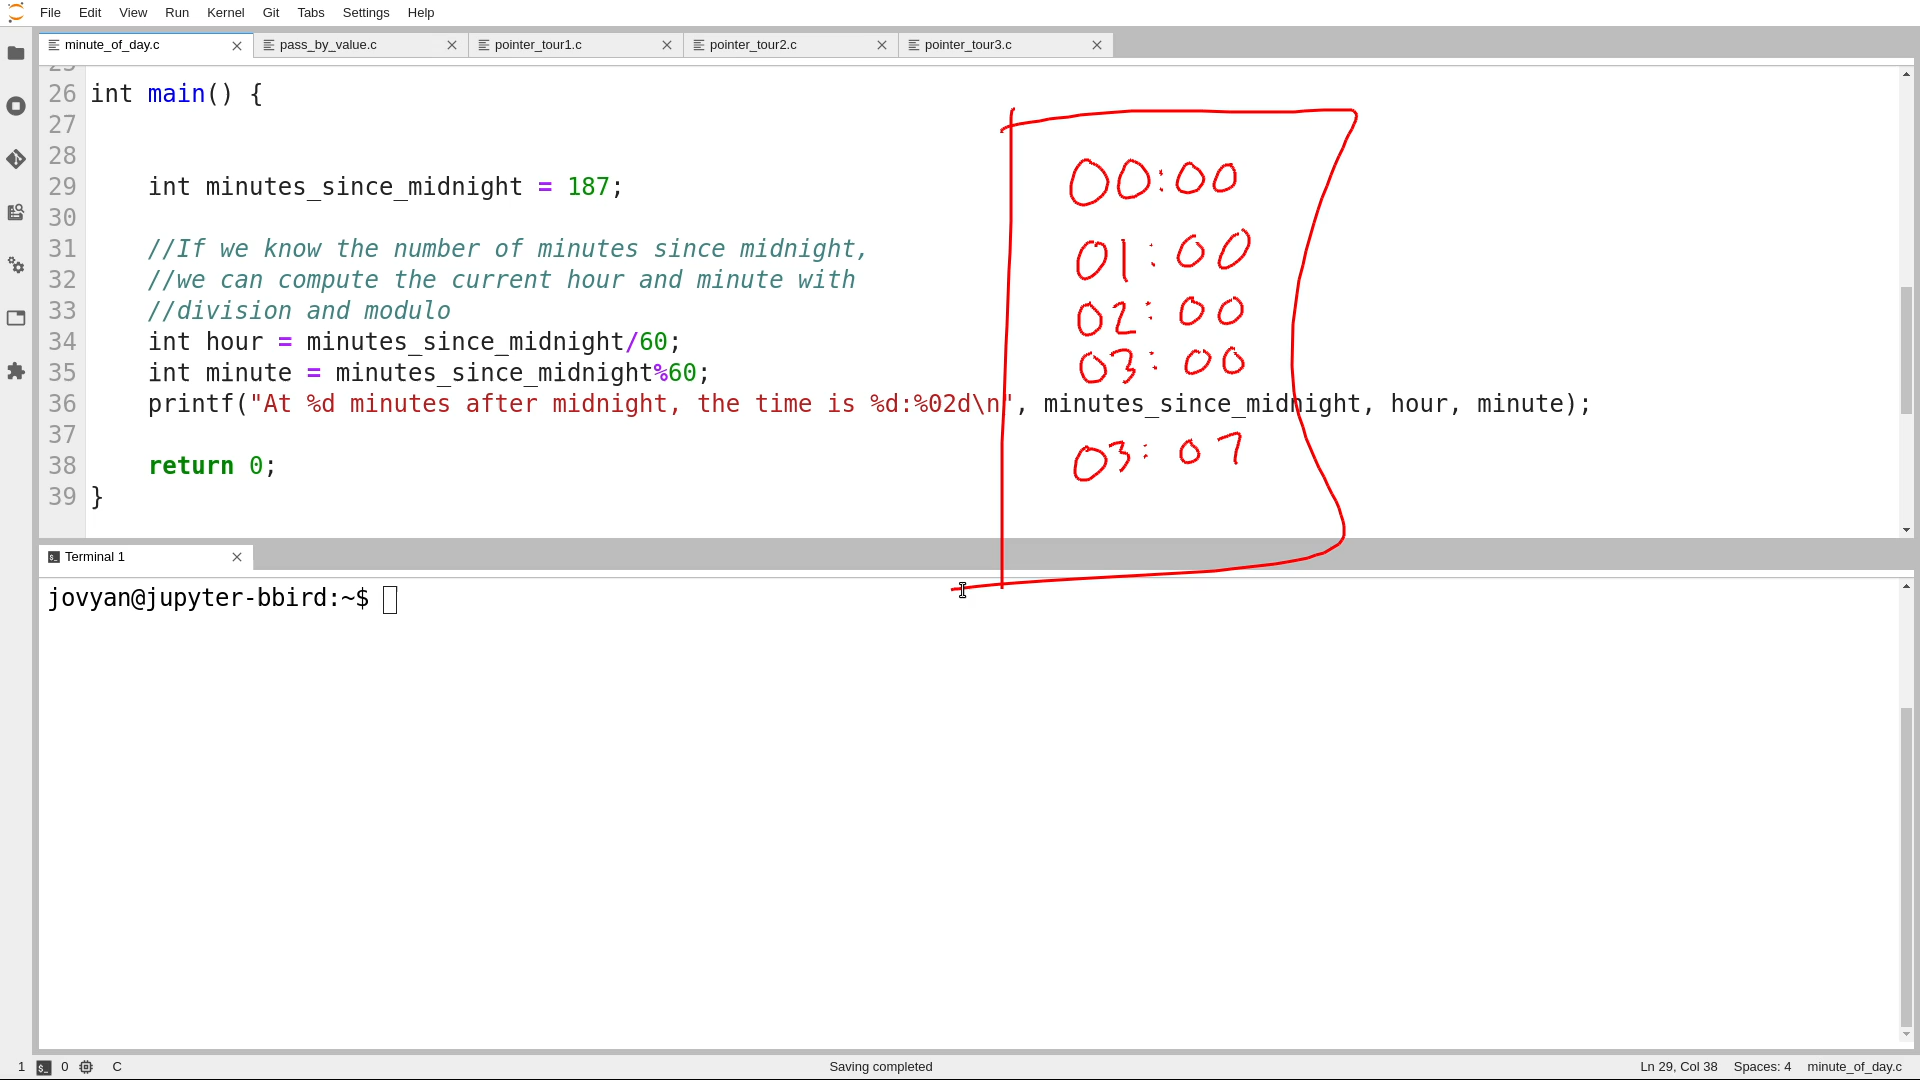 File Edit View Run Kernel Git Tabs Settings Help
minute_of_day.c pass_by_value.c pointer_tour1.c pointer_tour2.c pointer_tour3.c
25
26 int main() {
27
28
29 int minutes_since_midnight = 187;
30
31 //If we know the number of minutes since midnight,
32 //we can compute the current hour and minute with
33 //division and modulo
34 int hour = minutes_since_midnight/60;
35 int minute = minutes_since_midnight%60;
36 printf("At %d minutes after midnight, the time is %d:%02d\n", minutes_since_midnight, hour, minute);
37
38 return 0;
39 }
00:00
01:00
02:00
03:00
03:07
Terminal 1
jovyan@jupyter-bbird:~$
1 $_ 0 C Saving completed Ln 29, Col 38 Spaces: 4 minute_of_day.c